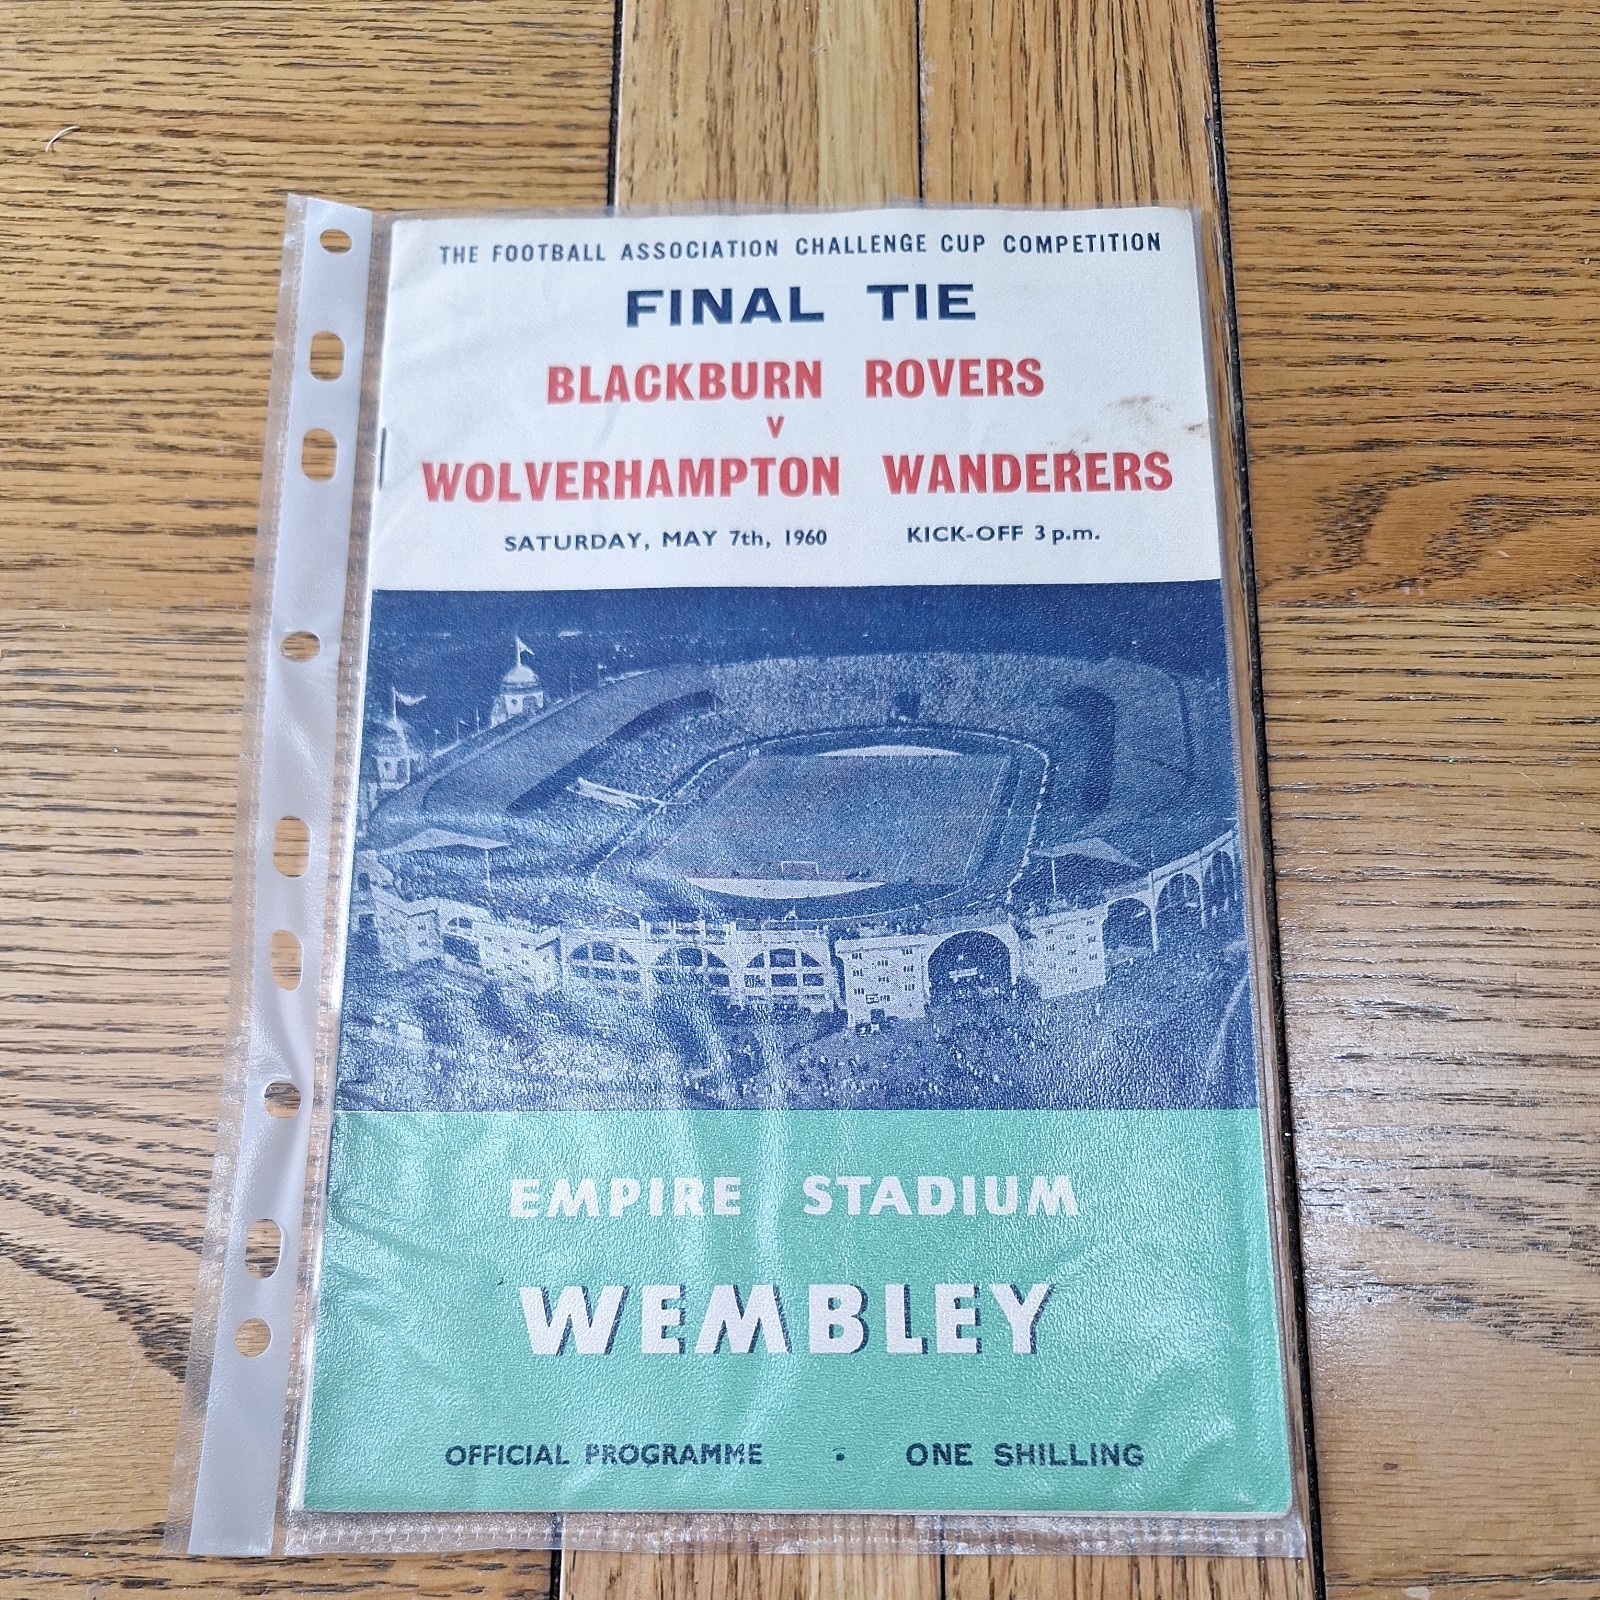 THE FOOTBALL ASSOCIATION CHALLENGE CUP COMPETITION
FINAL TIE
BLACKBURN ROVERS
V
WOLVERHAMPTON WANDERERS
SATURDAY, MAY 7th, 1960 KICK-OFF 3 p.m.
EMPIRE STADIUM
WEMBLEY
OFFICIAL PROGRAMME · ONE SHILLING